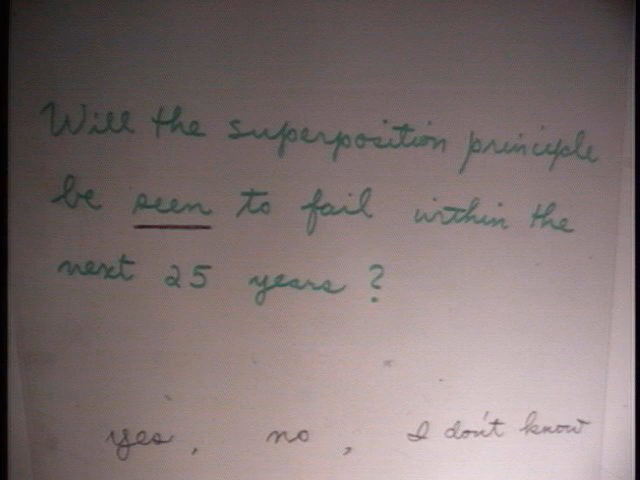 Will the superposition principle
be seen to fail within the
next 25 years ?
yes , no , I don't know